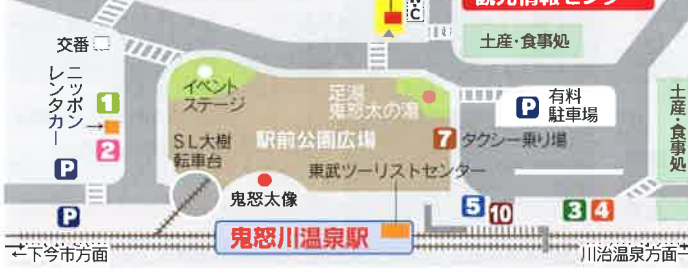 観光情報センター
C
土産・食事処
交番
ニッポン
レンタカー
1
2
P
P
イベント
ステージ
足湯
鬼怒太の湯
SL大樹
転車台
駅前公園広場
7 タクシー乗り場
P 有料
駐車場
土産・食事処
東武ツーリストセンター
鬼怒太像
5
10
3
4
鬼怒川温泉駅
←下今市方面
川治温泉方面